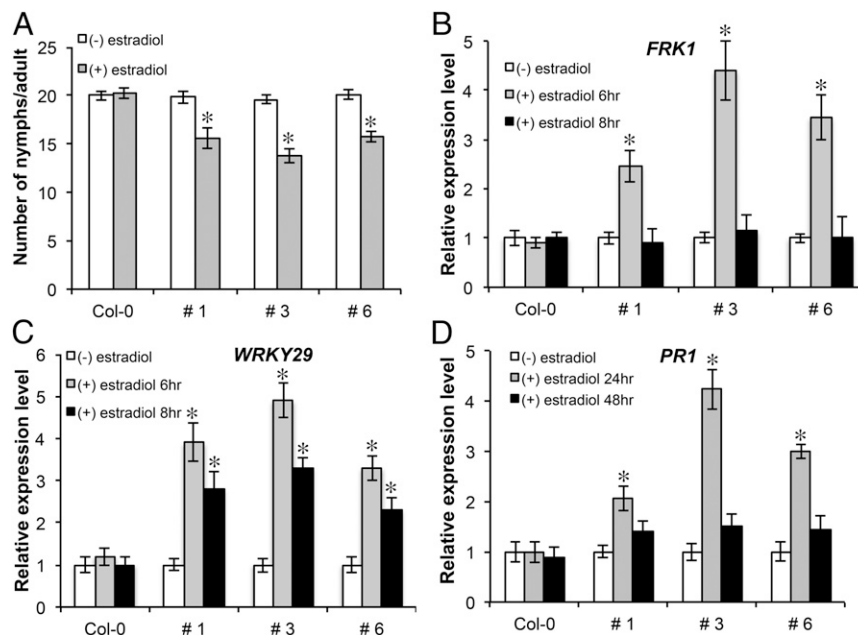 A
(-) estradiol
(+) estradiol
Number of nymphs/adult
25
20
15
10
5
0
Col-0 # 1 # 3 # 6
*
*
*
B
FRK1
(-) estradiol
(+) estradiol 6hr
(+) estradiol 8hr
Relative expression level
5
4
3
2
1
0
Col-0 # 1 # 3 # 6
*
*
*
C
WRKY29
(-) estradiol
(+) estradiol 6hr
(+) estradiol 8hr
Relative expression level
6
5
4
3
2
1
0
Col-0 # 1 # 3 # 6
*
*
*
*
*
*
D
PR1
(-) estradiol
(+) estradiol 24hr
(+) estradiol 48hr
Relative expression level
5
4
3
2
1
0
Col-0 # 1 # 3 # 6
*
*
*